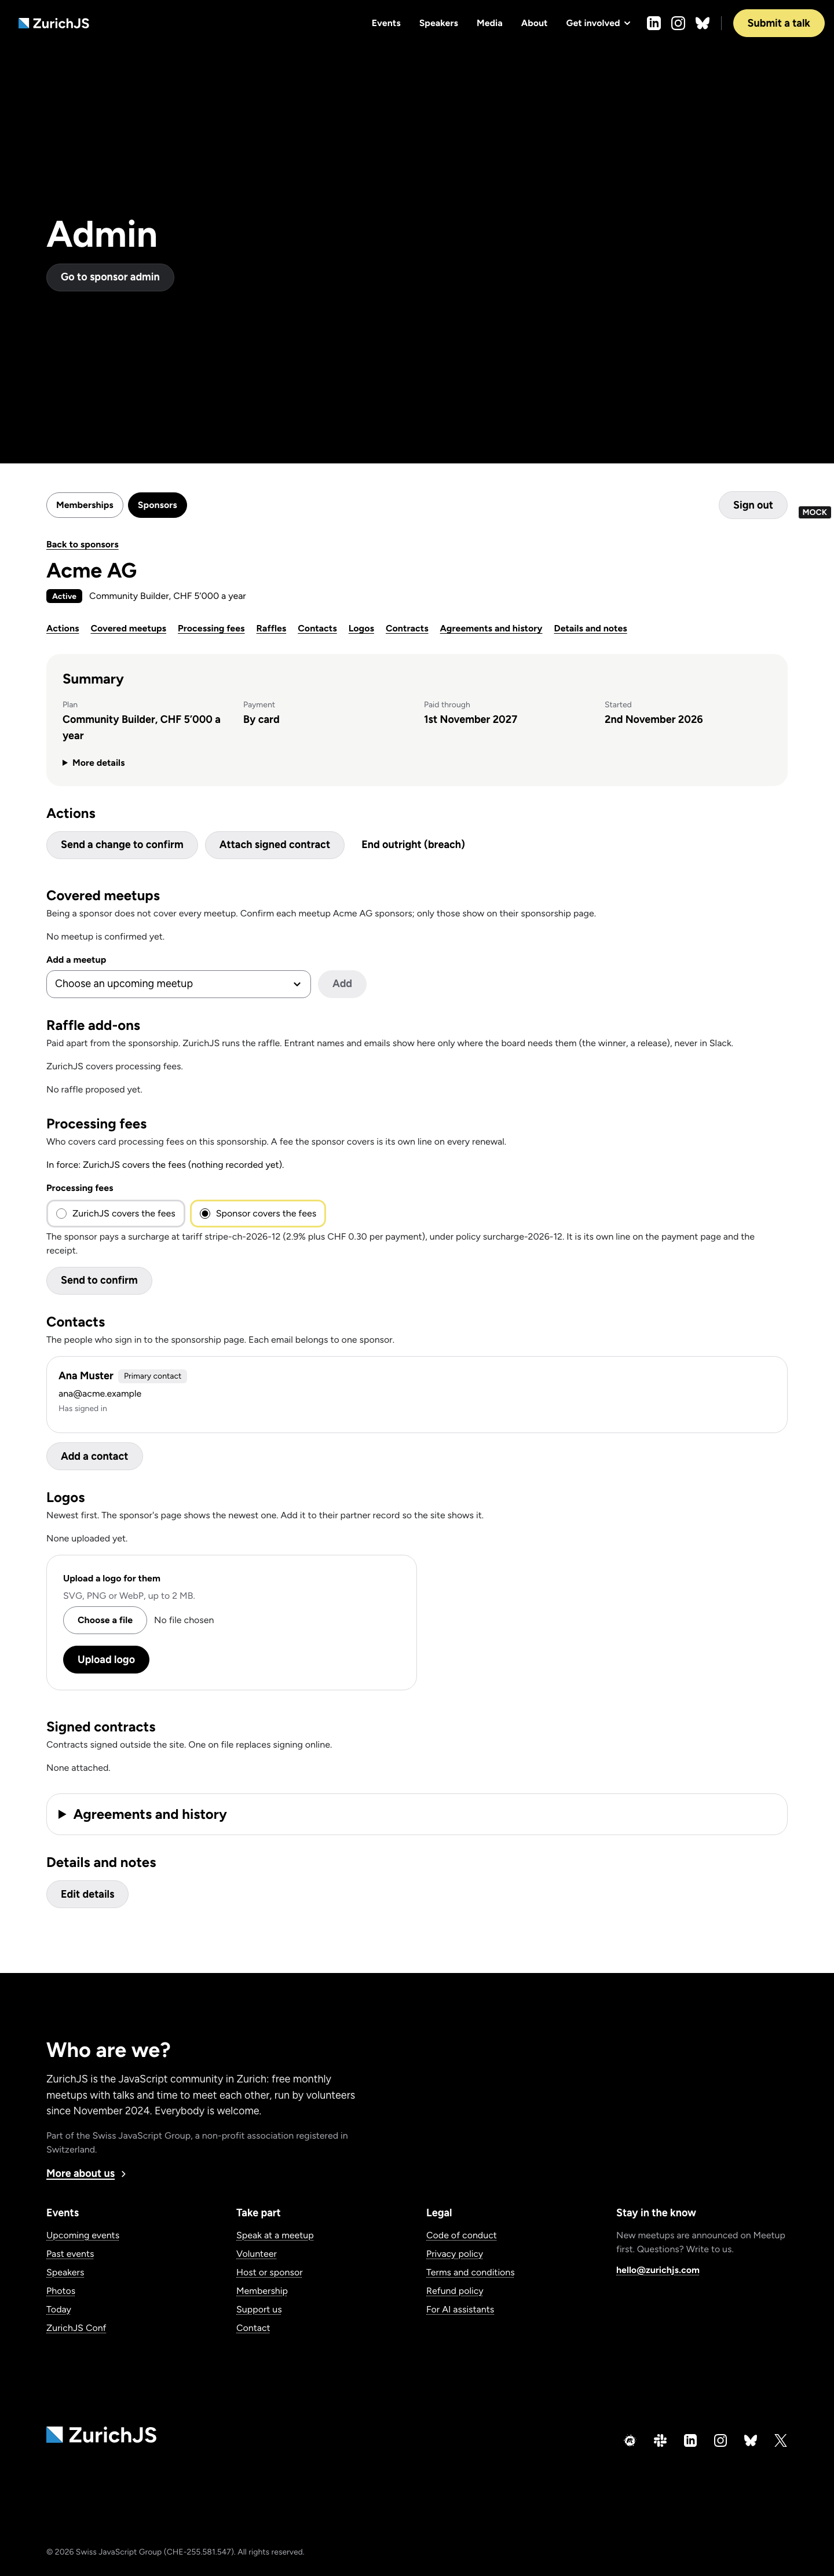 ZurichJS
Events
Speakers
Media
About
Get involved
Submit a talk
Admin
Go to sponsor admin
Memberships
Sponsors
Sign out
MOCK
Back to sponsors
Acme AG
Active
Community Builder, CHF 5’000 a year
Actions
Covered meetups
Processing fees
Raffles
Contacts
Logos
Contracts
Agreements and history
Details and notes
Summary
Plan
Community Builder, CHF 5’000 a
year
Payment
By card
Paid through
1st November 2027
Started
2nd November 2026
More details
Actions
Send a change to confirm
Attach signed contract
End outright (breach)
Covered meetups
Being a sponsor does not cover every meetup. Confirm each meetup Acme AG sponsors; only those show on their sponsorship page.
No meetup is confirmed yet.
Add a meetup
Choose an upcoming meetup
Add
Raffle add-ons
Paid apart from the sponsorship. ZurichJS runs the raffle. Entrant names and emails show here only where the board needs them (the winner, a release), never in Slack.
ZurichJS covers processing fees.
No raffle proposed yet.
Processing fees
Who covers card processing fees on this sponsorship. A fee the sponsor covers is its own line on every renewal.
In force: ZurichJS covers the fees (nothing recorded yet).
Processing fees
ZurichJS covers the fees
Sponsor covers the fees
The sponsor pays a surcharge at tariff stripe-ch-2026-12 (2.9% plus CHF 0.30 per payment), under policy surcharge-2026-12. It is its own line on the payment page and the
receipt.
Send to confirm
Contacts
The people who sign in to the sponsorship page. Each email belongs to one sponsor.
Ana Muster
Primary contact
ana@acme.example
Has signed in
Add a contact
Logos
Newest first. The sponsor's page shows the newest one. Add it to their partner record so the site shows it.
None uploaded yet.
Upload a logo for them
SVG, PNG or WebP, up to 2 MB.
Choose a file
No file chosen
Upload logo
Signed contracts
Contracts signed outside the site. One on file replaces signing online.
None attached.
Agreements and history
Details and notes
Edit details
Who are we?
ZurichJS is the JavaScript community in Zurich: free monthly
meetups with talks and time to meet each other, run by volunteers
since November 2024. Everybody is welcome.
Part of the Swiss JavaScript Group, a non-profit association registered in
Switzerland.
More about us
Events
Upcoming events
Past events
Speakers
Photos
Today
ZurichJS Conf
Take part
Speak at a meetup
Volunteer
Host or sponsor
Membership
Support us
Contact
Legal
Code of conduct
Privacy policy
Terms and conditions
Refund policy
For AI assistants
Stay in the know
New meetups are announced on Meetup
first. Questions? Write to us.
hello@zurichjs.com
ZurichJS
© 2026 Swiss JavaScript Group (CHE-255.581.547). All rights reserved.